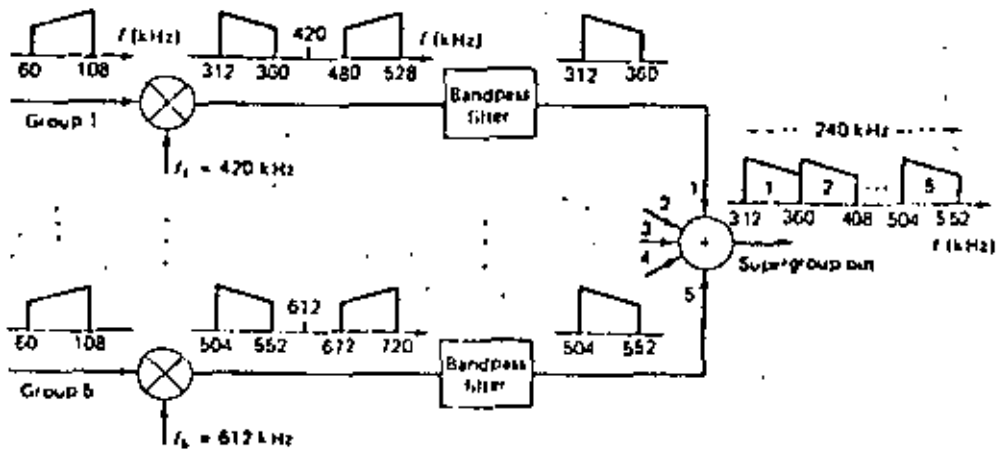 f (kHz)
60 108
312 360 420 480 528 f (kHz)
312 360
Group 1
Bandpass
filter
f₁ = 420 kHz
240 kHz
1 2 5
312 360 408 504 552
f (kHz)
1
2
3
4
5
+
Supergroup out
60 108
504 552 612 672 720
504 552
Group 5
Bandpass
filter
f₅ = 612 kHz